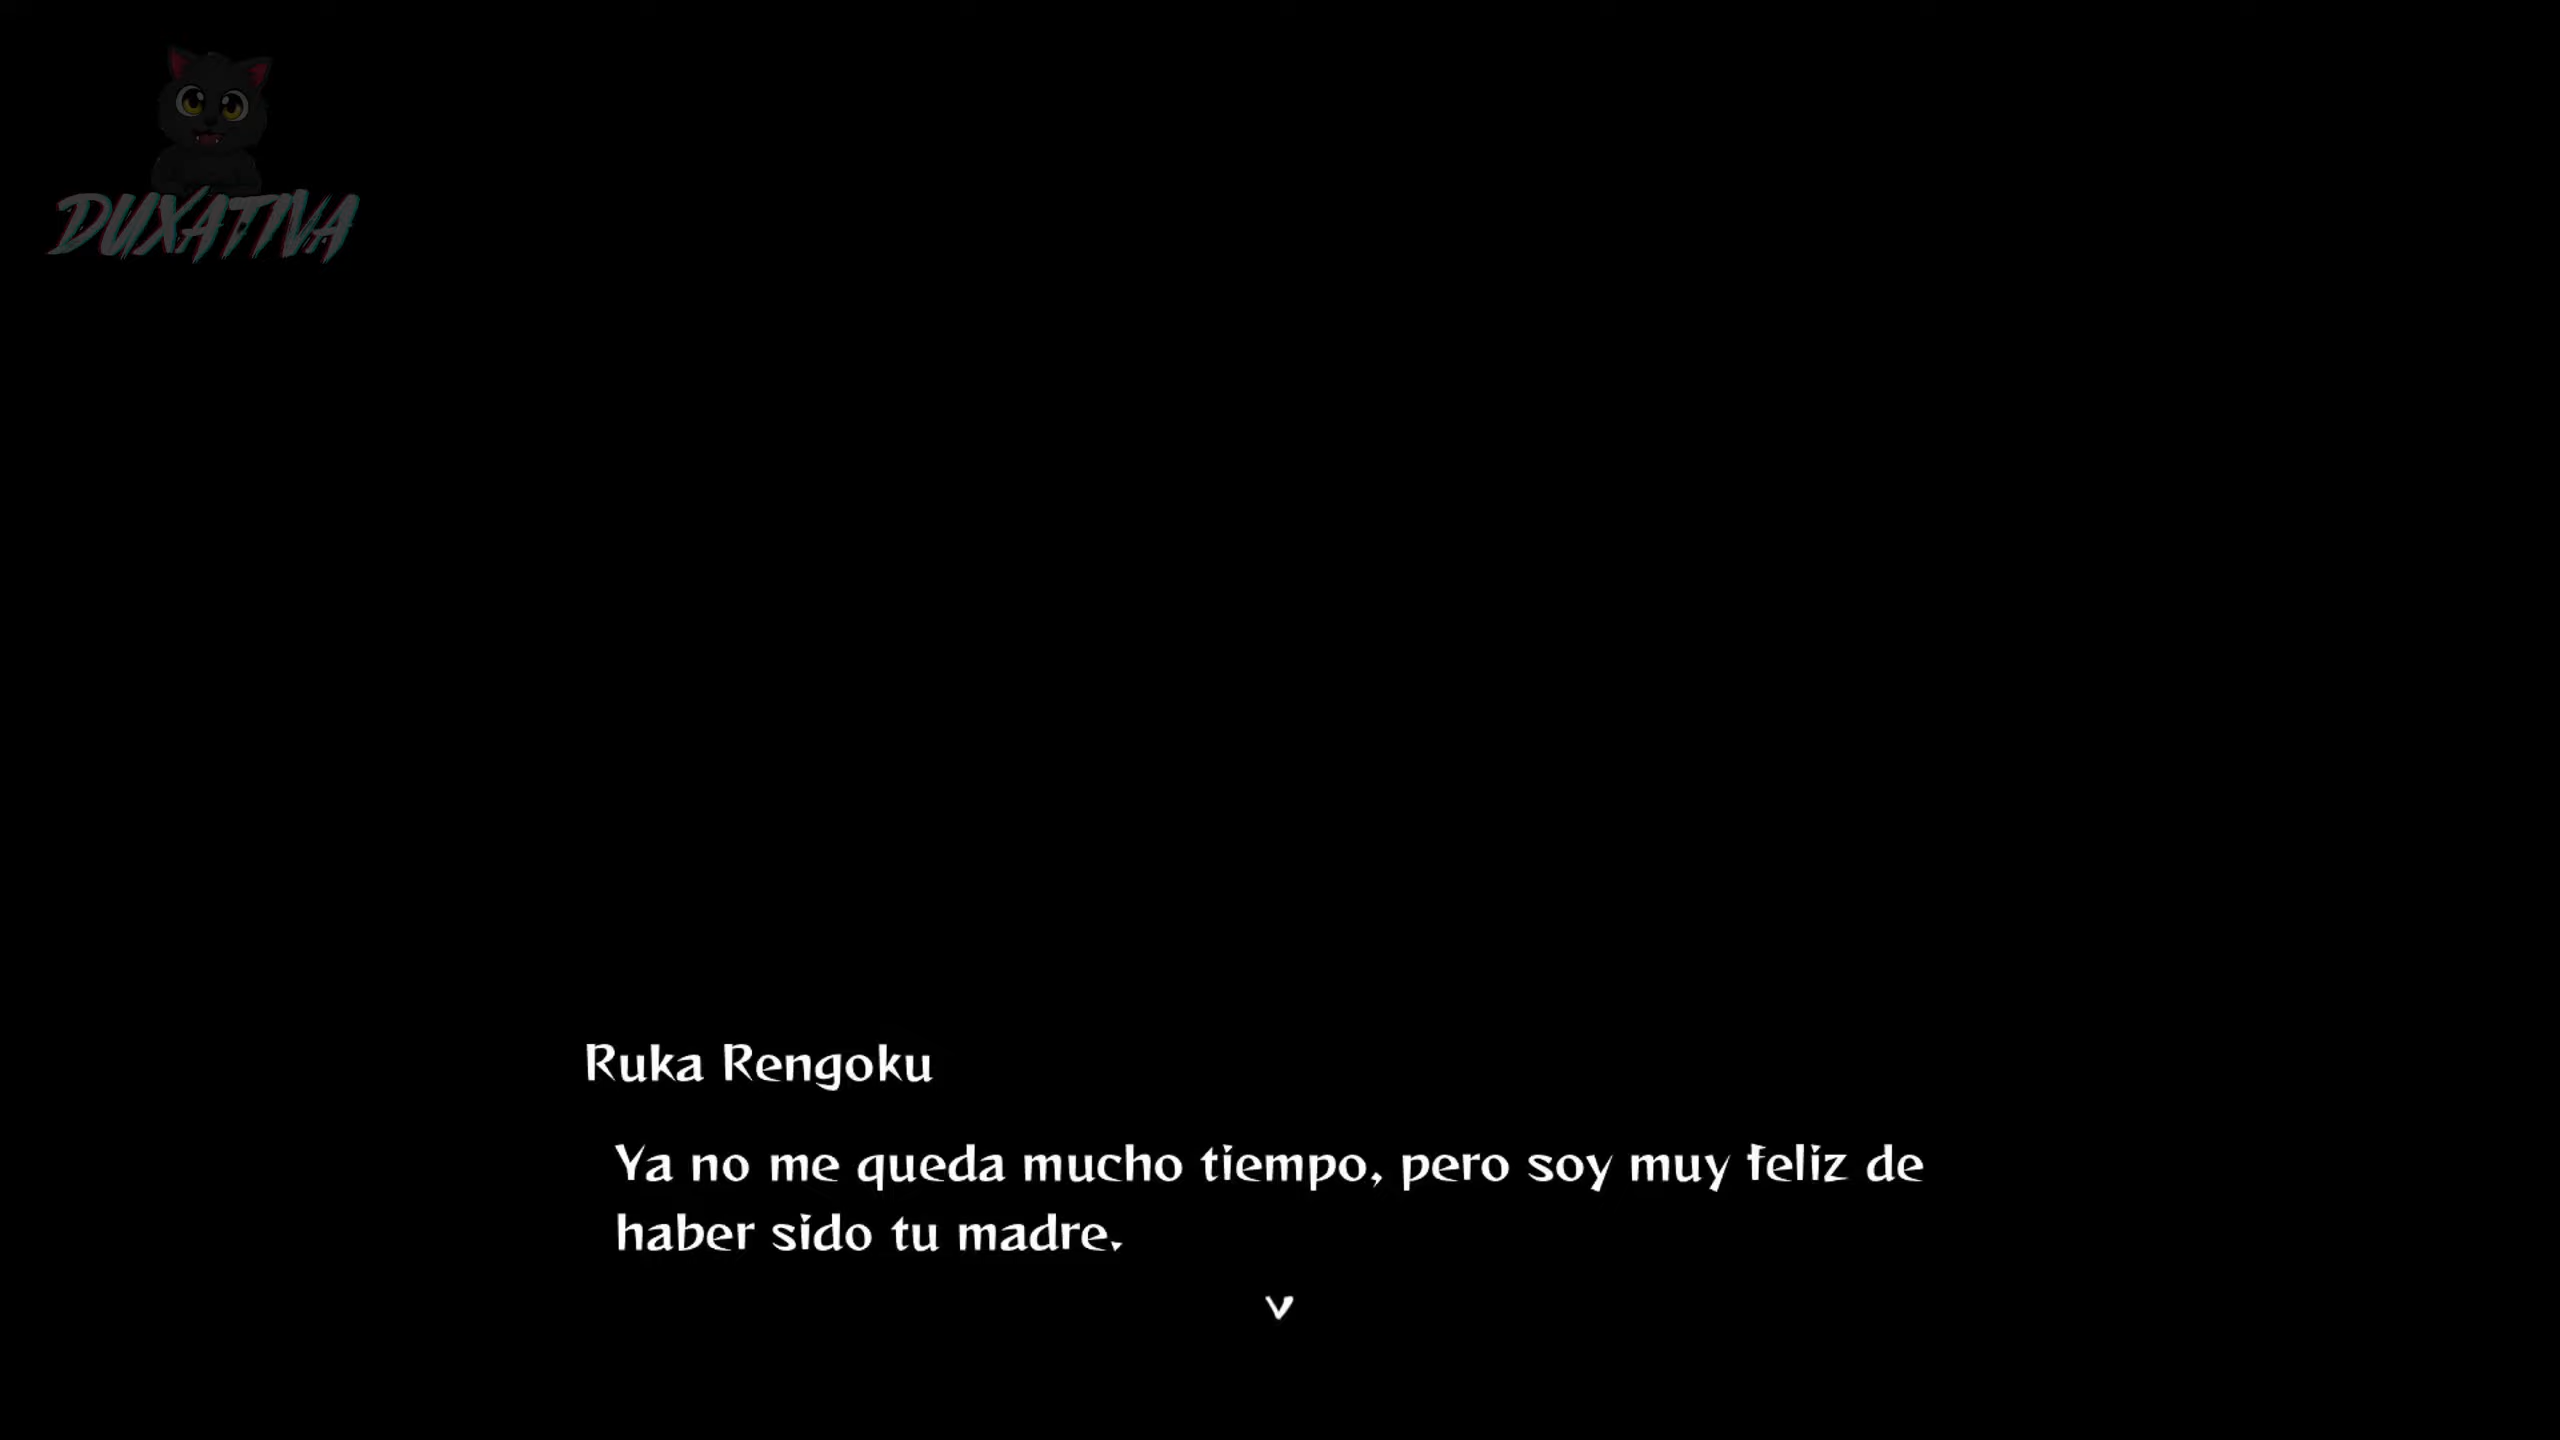 DUXATIVA
Ruka Rengoku
Ya no me queda mucho tiempo, pero soy muy feliz de
haber sido tu madre.